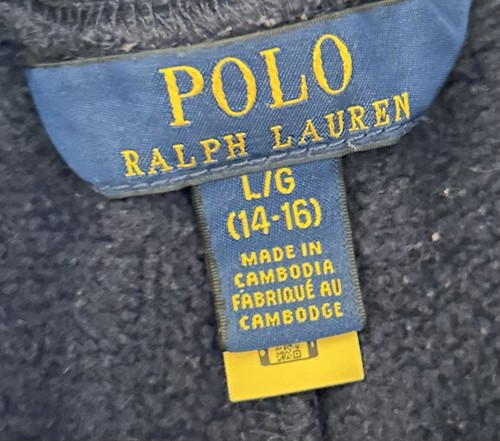 POLO
RALPH LAUREN
L/G
(14-16)
MADE IN
CAMBODIA
FABRIQUÉ AU
CAMBODGE